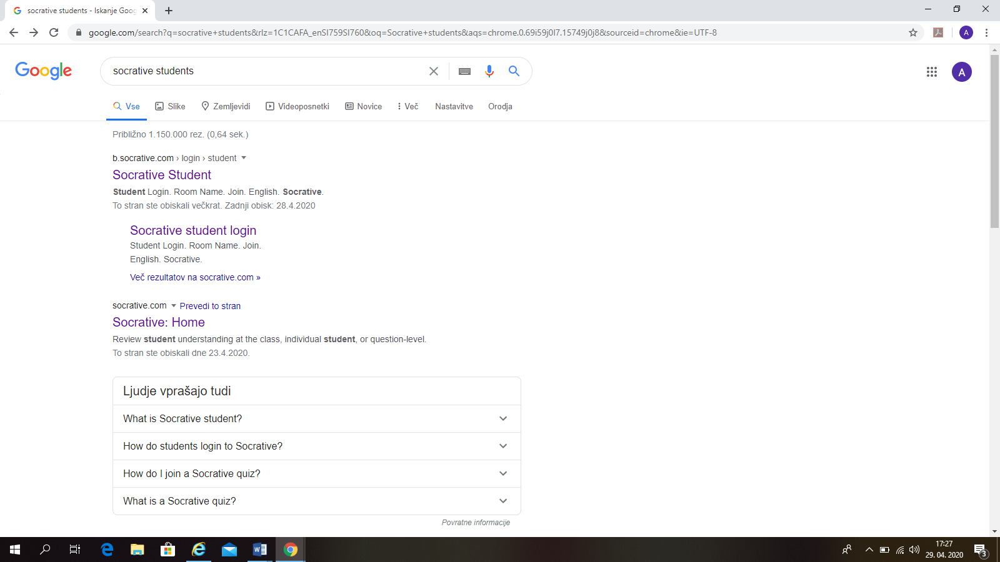 socrative students - Iskanje Goog
google.com/search?q=socrative+students&rlz=1C1CAFA_enSI759SI760&oq=Socrative+students&aqs=chrome.0.69i59j0l7.15749j0j8&sourceid=chrome&ie=UTF-8
A
Google
socrative students
A
Vse Slike Zemljevidi Videoposnetki Novice Več Nastavitve Orodja
Približno 1.150.000 rez. (0,64 sek.)
b.socrative.com › login › student
Socrative Student
Student Login. Room Name. Join. English. Socrative.
To stran ste obiskali večkrat. Zadnji obisk: 28.4.2020
Socrative student login
Student Login. Room Name. Join.
English. Socrative.
Več rezultatov na socrative.com »
socrative.com Prevedi to stran
Socrative: Home
Review student understanding at the class, individual student, or question-level.
To stran ste obiskali dne 23.4.2020.
Ljudje vprašajo tudi
What is Socrative student?
How do students login to Socrative?
How do I join a Socrative quiz?
What is a Socrative quiz?
Povratne informacije
17:27
29. 04. 2020
3